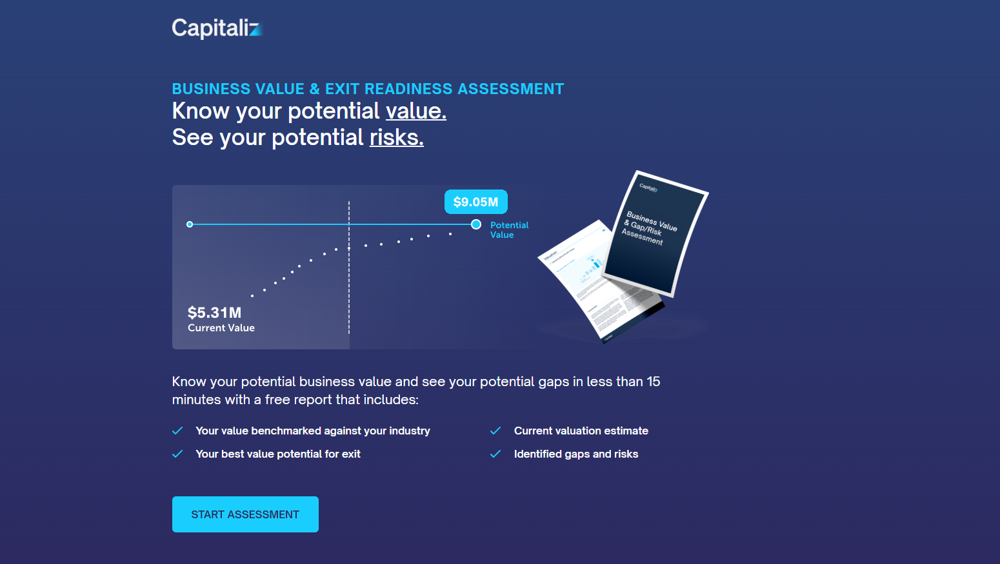 Capitaliz
BUSINESS VALUE & EXIT READINESS ASSESSMENT
Know your potential value.
See your potential risks.
$9.05M
Potential
Value
$5.31M
Current Value
Capitaliz
Business Value
& Gap/Risk
Assessment
Valuation
Know your potential business value and see your potential gaps in less than 15
minutes with a free report that includes:
Your value benchmarked against your industry
Current valuation estimate
Your best value potential for exit
Identified gaps and risks
START ASSESSMENT